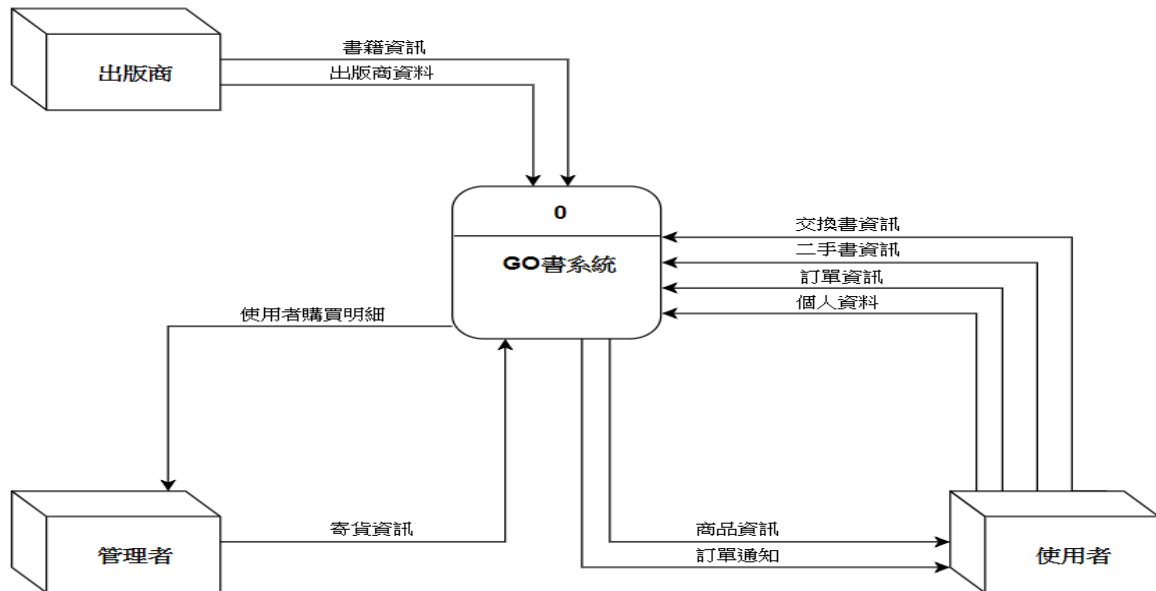 書籍資訊
出版商
出版商資料
0
交換書資訊
二手書資訊
GO書系統
訂單資訊
個人資料
使用者購買明細
寄貨資訊
商品資訊
管理者
訂單通知
使用者